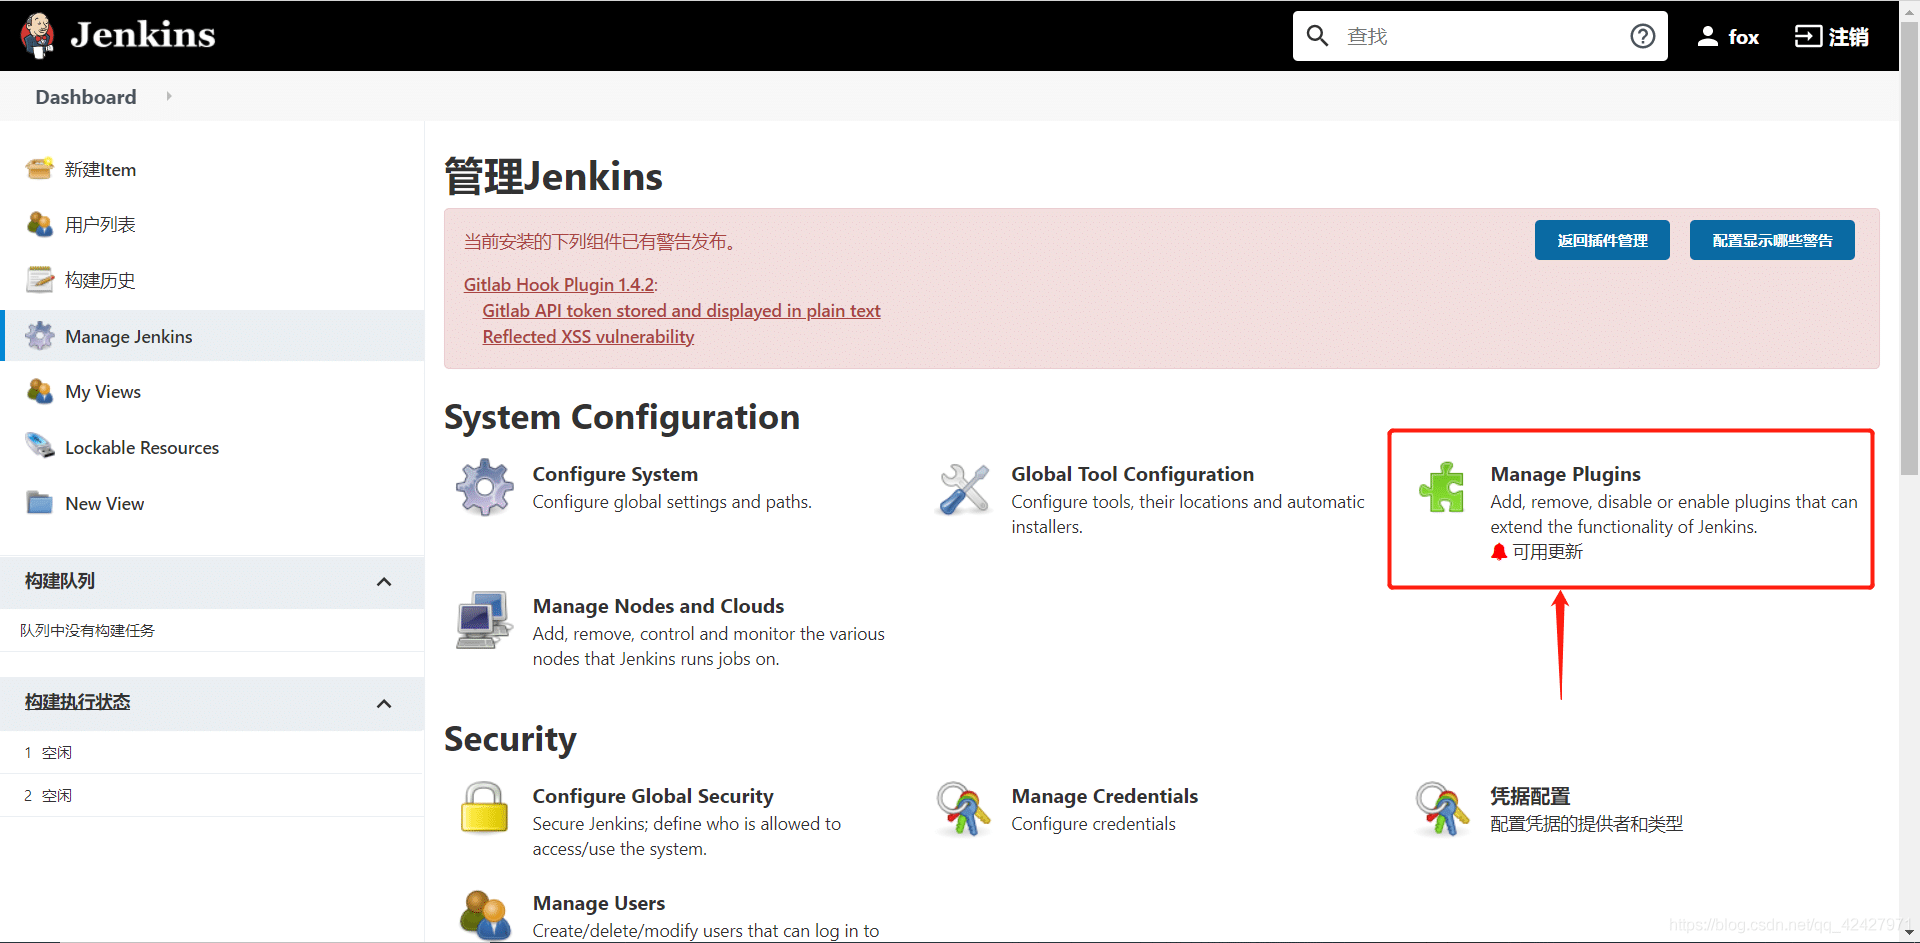 Jenkins
查找
fox
注销
Dashboard
新建Item
用户列表
构建历史
Manage Jenkins
My Views
Lockable Resources
New View
构建队列
队列中没有构建任务
构建执行状态
1 空闲
2 空闲
管理Jenkins
当前安装的下列组件已有警告发布。
返回插件管理
配置显示哪些警告
Gitlab Hook Plugin 1.4.2:
Gitlab API token stored and displayed in plain text
Reflected XSS vulnerability
System Configuration
Configure System
Configure global settings and paths.
Global Tool Configuration
Configure tools, their locations and automatic
installers.
Manage Plugins
Add, remove, disable or enable plugins that can
extend the functionality of Jenkins.
可用更新
Manage Nodes and Clouds
Add, remove, control and monitor the various
nodes that Jenkins runs jobs on.
Security
Configure Global Security
Secure Jenkins; define who is allowed to
access/use the system.
Manage Credentials
Configure credentials
凭据配置
配置凭据的提供者和类型
Manage Users
Create/delete/modify users that can log in to
https://blog.csdn.net/qq_42427971